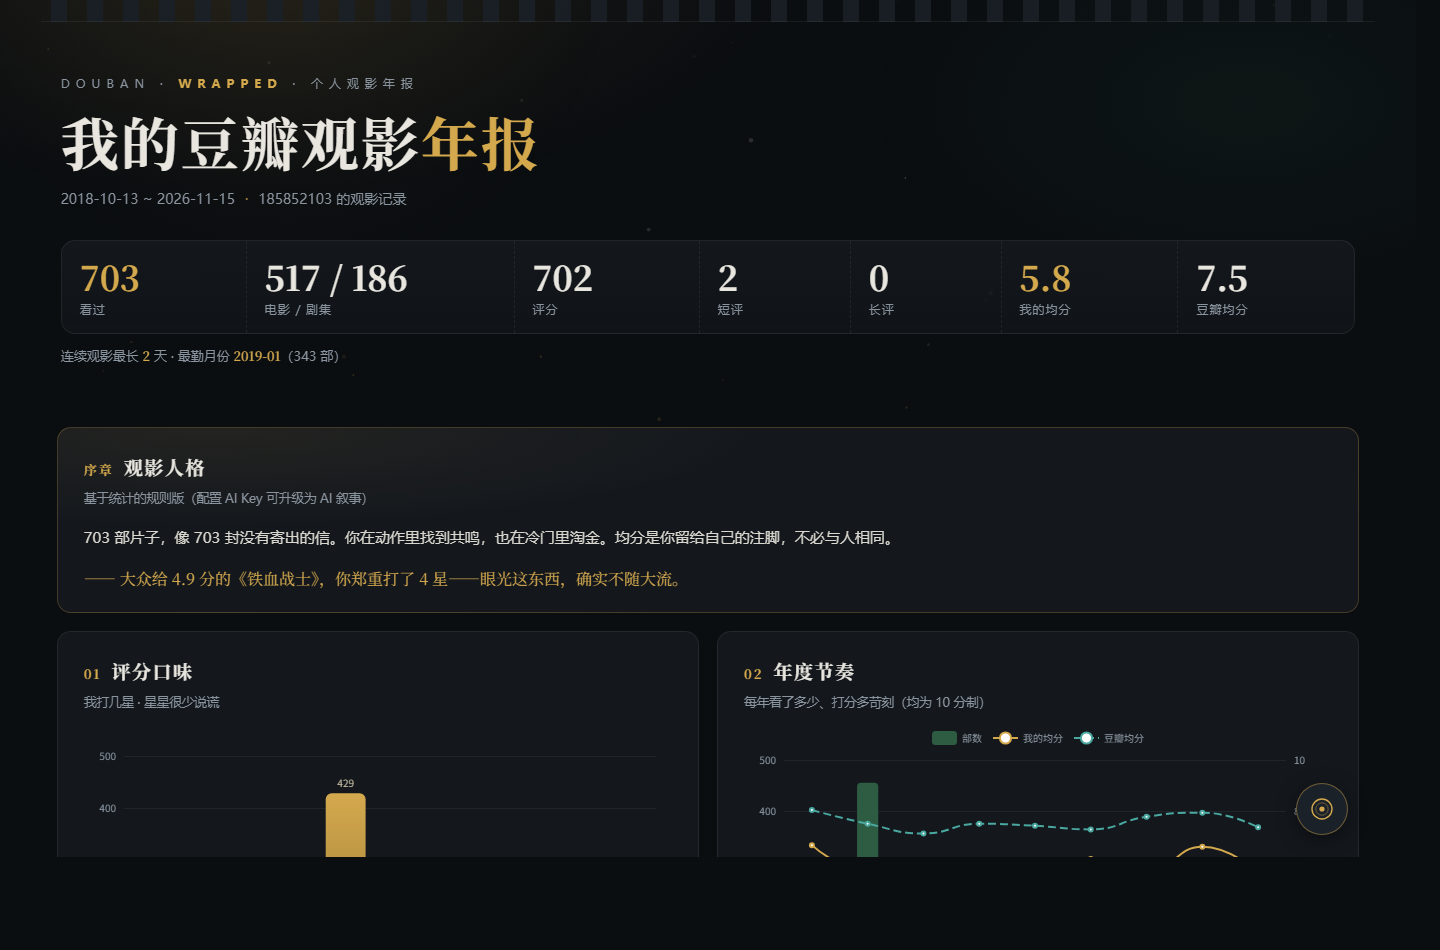 DOUBAN · WRAPPED · 个人观影年报
我的豆瓣观影年报
2018-10-13 ~ 2026-11-15 · 185852103 的观影记录
703
看过
517 / 186
电影 / 剧集
702
评分
2
短评
0
长评
5.8
我的均分
7.5
豆瓣均分
连续观影最长 2 天 · 最勤月份 2019-01（343 部）
序章 观影人格
基于统计的规则版（配置 AI Key 可升级为 AI 叙事）
703 部片子，像 703 封没有寄出的信。你在动作里找到共鸣，也在冷门里淘金。均分是你留给自己的注脚，不必与人相同。
—— 大众给 4.9 分的《铁血战士》，你郑重打了 4 星——眼光这东西，确实不随大流。
01 评分口味
我打几星 · 星星很少说谎
500
429
400
02 年度节奏
每年看了多少、打分多苛刻（均为 10 分制）
部数 我的均分 豆瓣均分
500
10
400